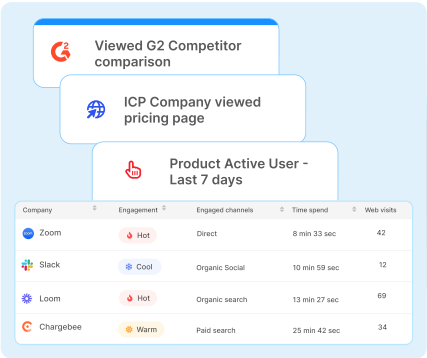 G2
Viewed G2 Competitor
comparison
ICP Company viewed
pricing page
Product Active User -
Last 7 days
Company Engagement Engaged channels Time spend Web visits
zoom Zoom Hot Direct 8 min 33 sec 42
Slack Cool Organic Social 10 min 59 sec 12
Loom Hot Organic search 13 min 27 sec 69
Chargebee Warm Paid search 25 min 42 sec 34